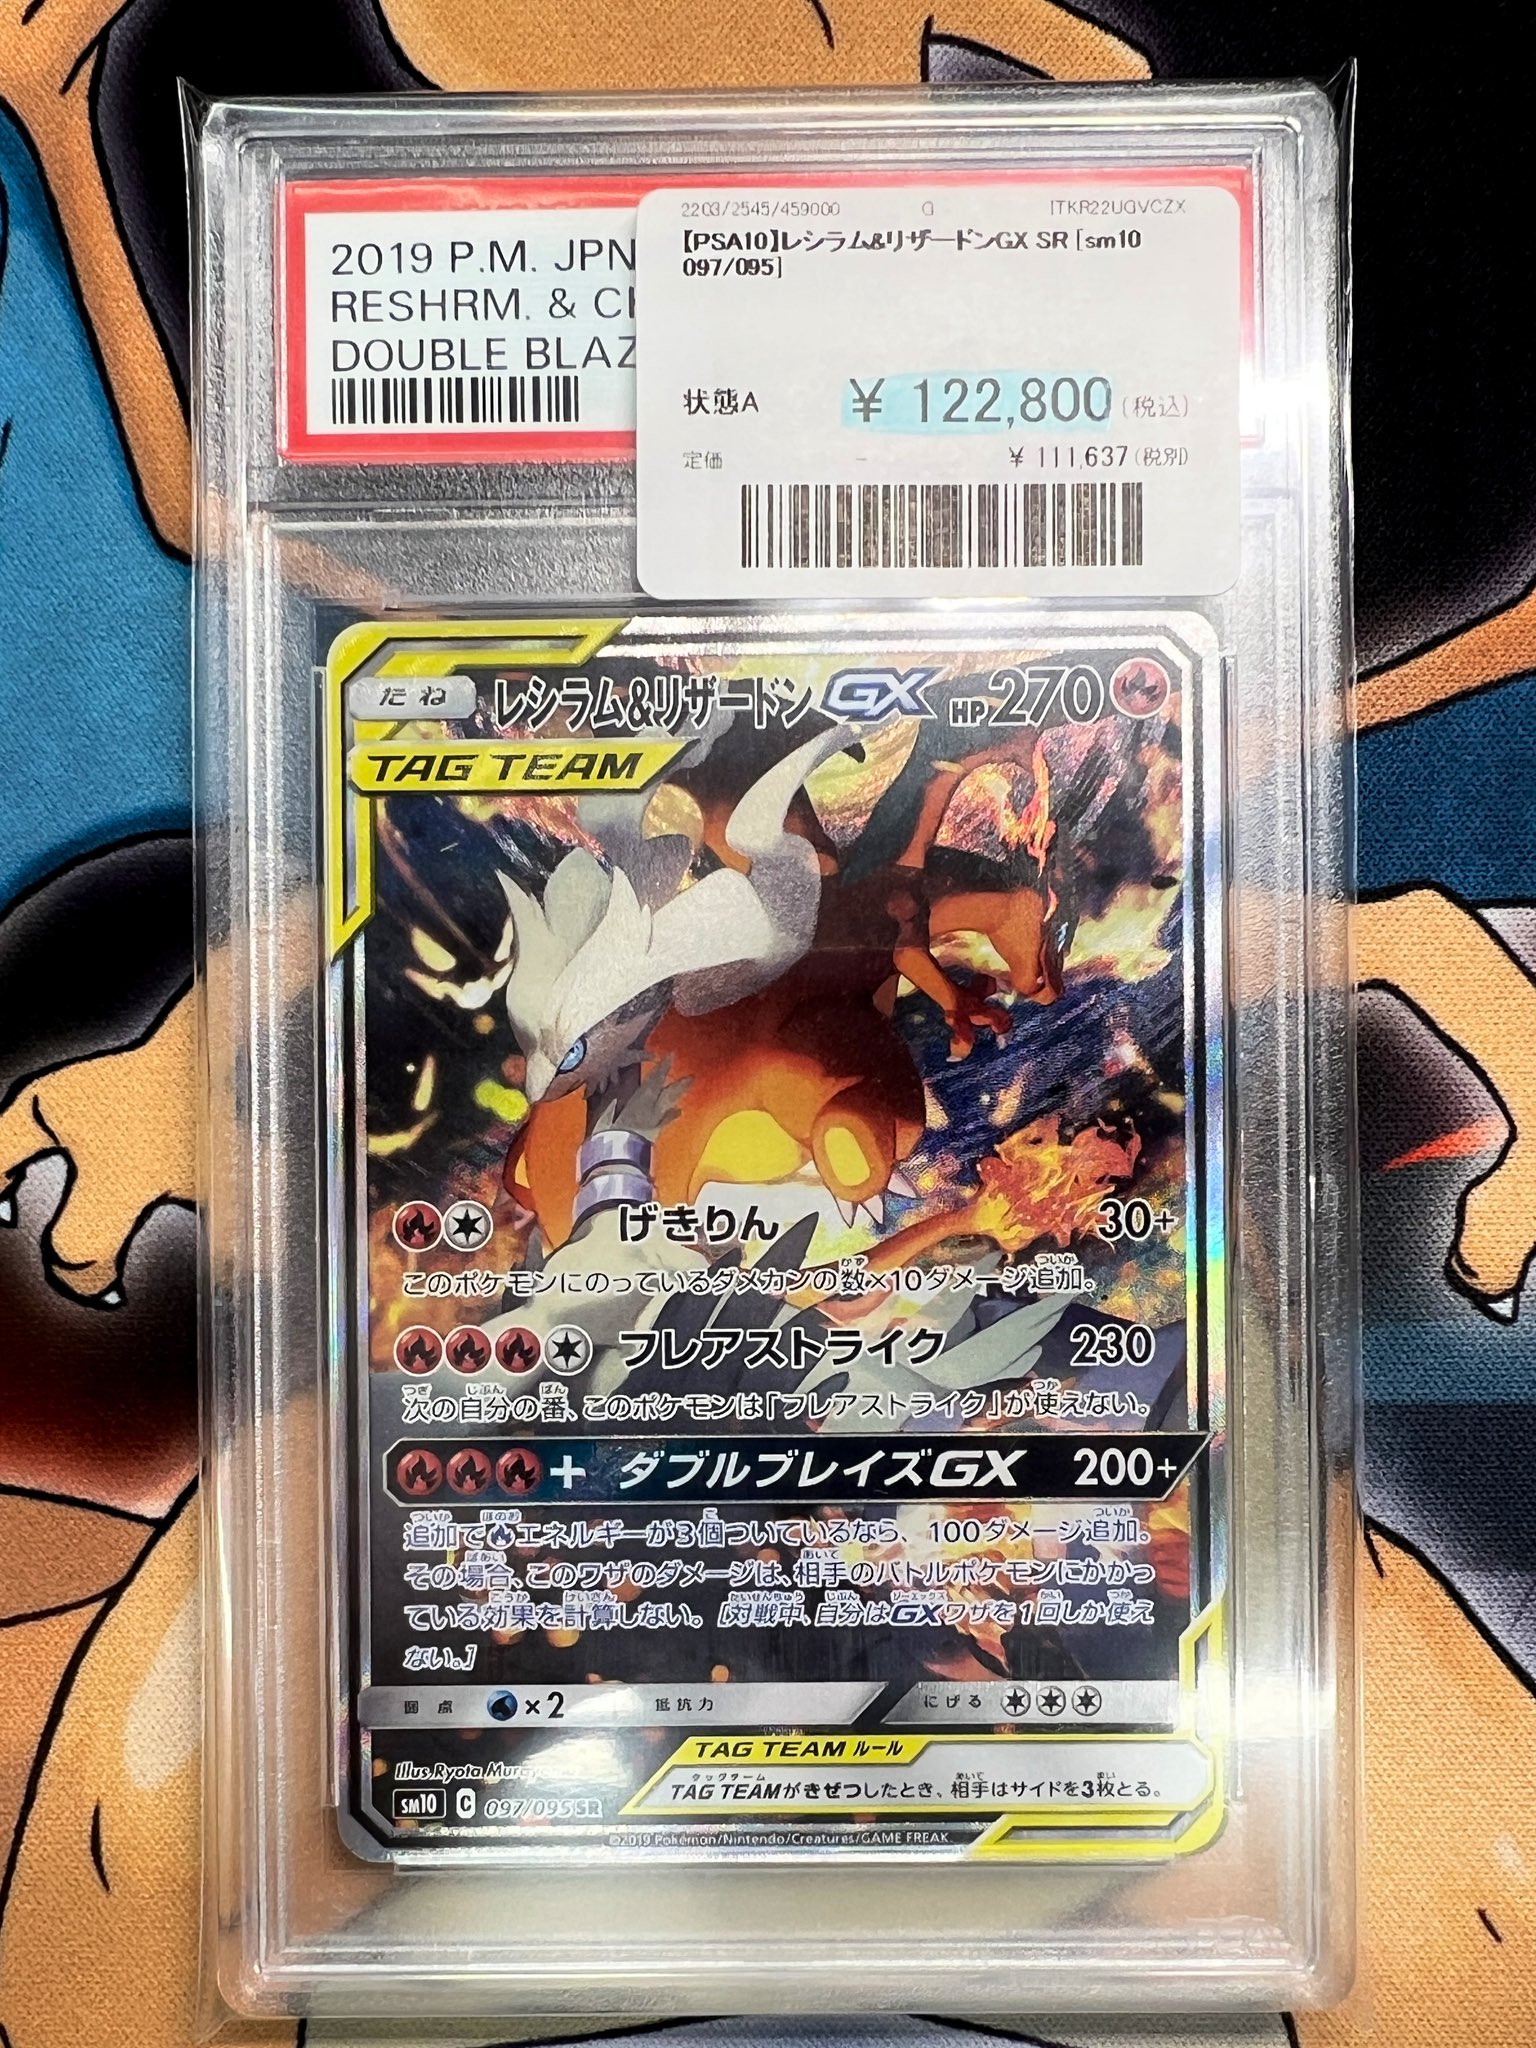 2203/2545/459000 G ITKR22UGVCZX
【PSA10】レシラム&リザードンGX SR [sm10
097/095]
2019 P.M. JPN
RESHRM. & CH
DOUBLE BLAZ
状態A ¥ 122,800(税込)
定価 - ¥ 111,637(税別)
たね レシラム&リザードンGX HP270
TAG TEAM
げきりん 30+
このポケモンにのっているダメカンの数×10ダメージ追加。
フレアストライク 230
次の自分の番、このポケモンは「フレアストライク」が使えない。
+ ダブルブレイズGX 200+
追加でエネルギーが3個ついているなら、100ダメージ追加。
その場合、このワザのダメージは、相手のバトルポケモンにかかっ
ている効果を計算しない。[対戦中、自分はGXワザを1回しか使え
ない。]
弱点 ×2 抵抗力 にげる
TAG TEAM ルール
TAG TEAMがきぜつしたとき、相手はサイドを3枚とる。
Illus. Ryota
sm10 C 097/095 SR
©2019 Pokémon/Nintendo/Creatures/GAME FREAK.